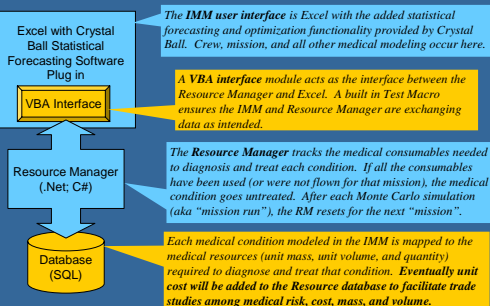 Excel with Crystal
Ball Statistical
Forecasting Software
Plug in
VBA Interface
Resource Manager
(.Net; C#)
Database
(SQL)
The IMM user interface is Excel with the added statistical
forecasting and optimization functionality provided by Crystal
Ball. Crew, mission, and all other medical modeling occur here.
A VBA interface module acts as the interface between the
Resource Manager and Excel. A built in Test Macro
ensures the IMM and Resource Manager are exchanging
data as intended.
The Resource Manager tracks the medical consumables needed
to diagnosis and treat each condition. If all the consumables
have been used (or were not flown for that mission), the medical
condition goes untreated. After each Monte Carlo simulation
(aka “mission run”), the RM resets for the next “mission”.
Each medical condition modeled in the IMM is mapped to the
medical resources (unit mass, unit volume, and quantity)
required to diagnose and treat that condition. Eventually unit
cost will be added to the Resource database to facilitate trade
studies among medical risk, cost, mass, and volume.